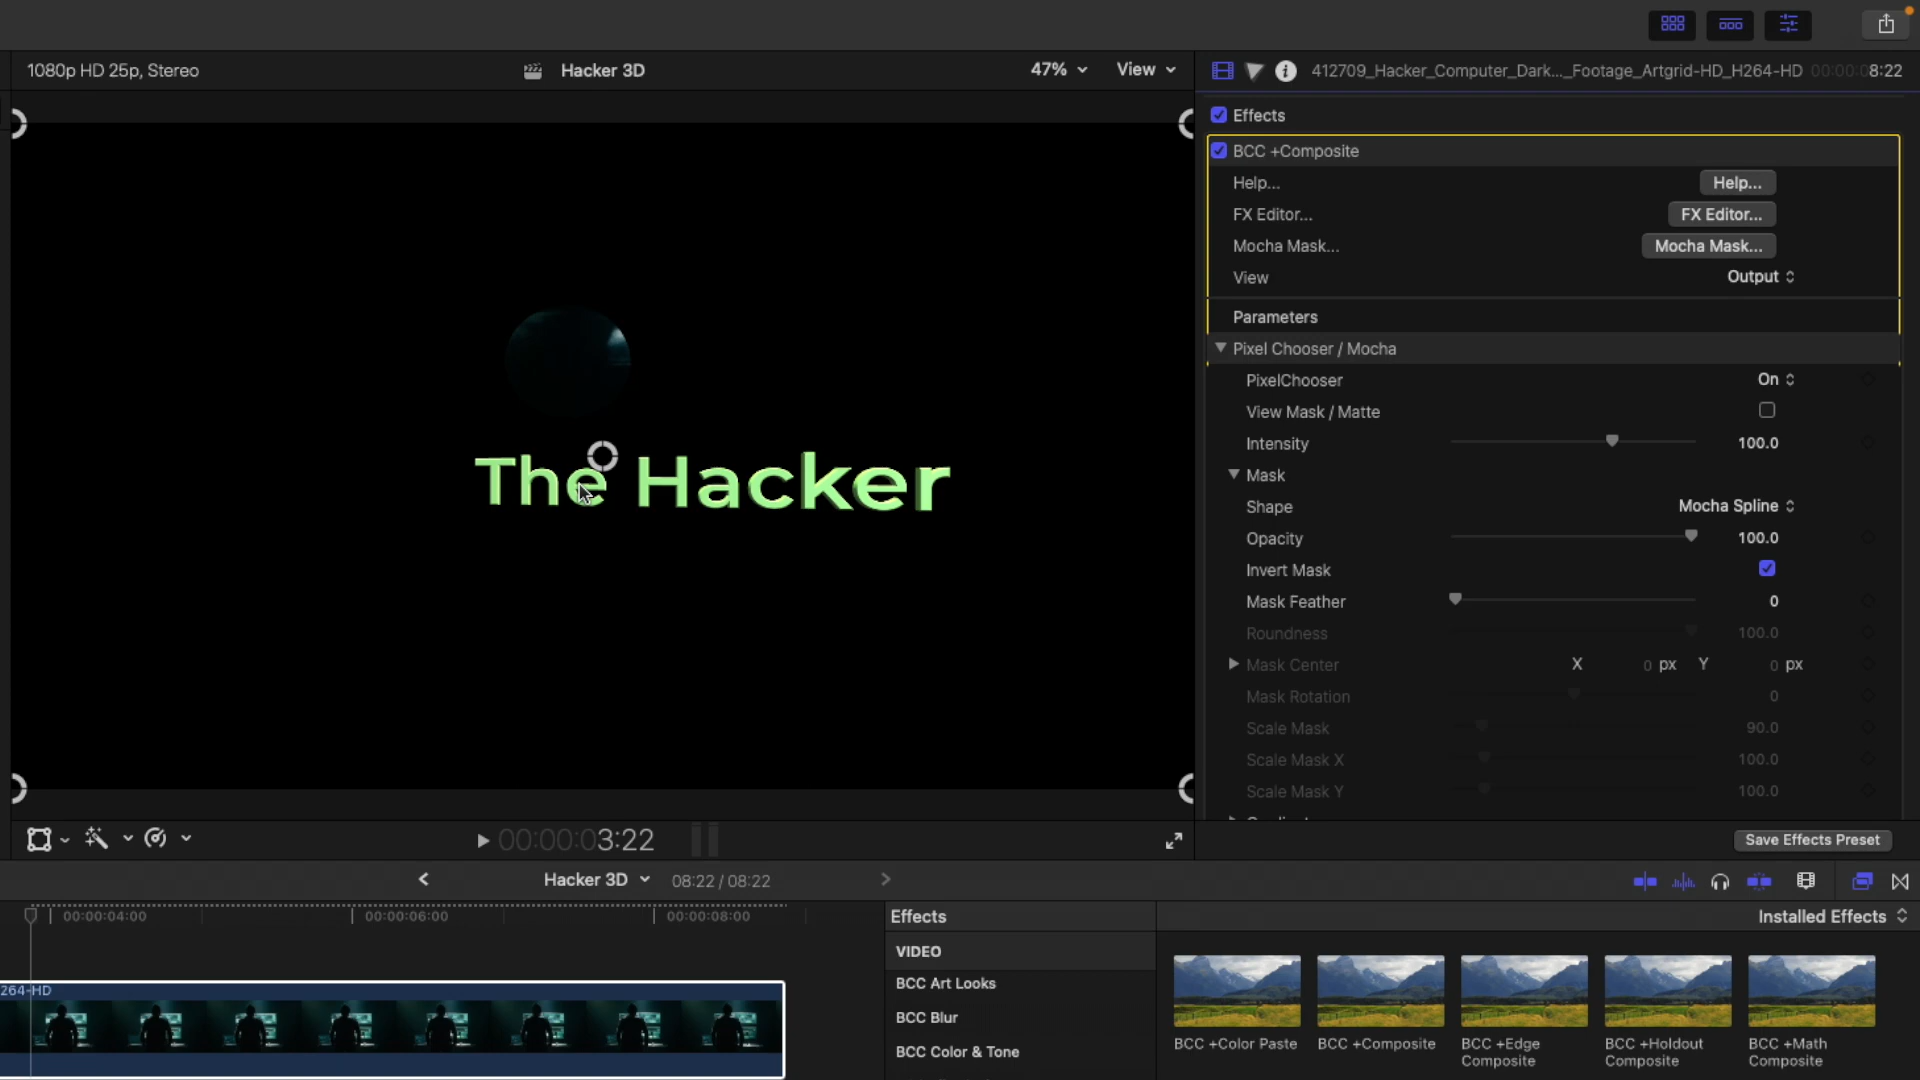 1080p HD 25p, Stereo
Hacker 3D
47%
View
412709_Hacker_Computer_Dark..._Footage_Artgrid-HD_H264-HD
00:00:08:22
Effects
BCC +Composite
Help...
Help...
FX Editor...
FX Editor...
Mocha Mask...
Mocha Mask...
View
Output
Parameters
Pixel Chooser / Mocha
PixelChooser
On
View Mask / Matte
Intensity
100.0
Mask
Shape
Mocha Spline
Opacity
100.0
Invert Mask
Mask Feather
0
Roundness
100.0
Mask Center
X 0 px Y 0 px
Mask Rotation
0
Scale Mask
90.0
Scale Mask X
100.0
Scale Mask Y
100.0
The Hacker
00:00:03:22
Save Effects Preset
Hacker 3D
08:22 / 08:22
00:00:04:00
00:00:06:00
00:00:08:00
264-HD
Effects
Installed Effects
VIDEO
BCC Art Looks
BCC Blur
BCC Color & Tone
BCC +Color Paste
BCC +Composite
BCC +Edge
Composite
BCC +Holdout
Composite
BCC +Math
Composite